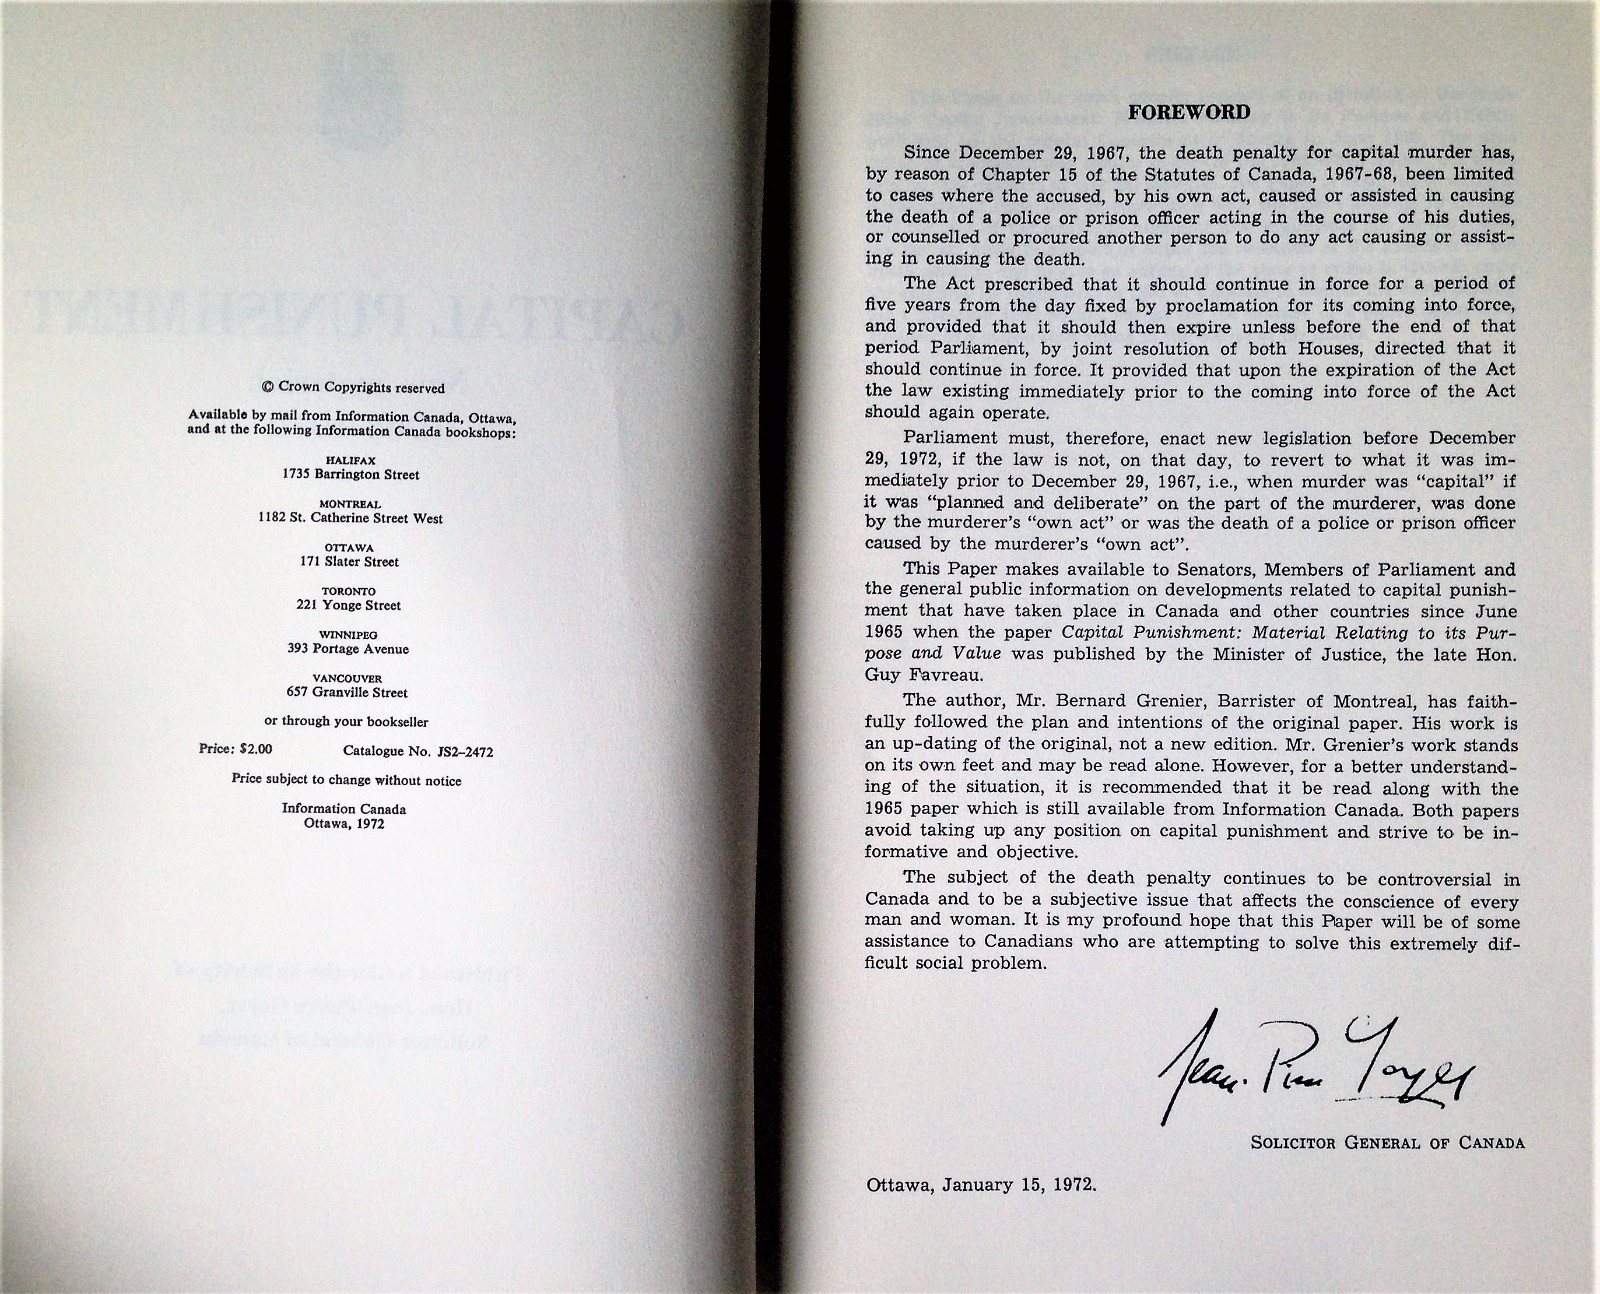 CAPITAL PUNISHMENT
© Crown Copyrights reserved
Available by mail from Information Canada, Ottawa,
and at the following Information Canada bookshops:
HALIFAX
1735 Barrington Street
MONTREAL
1182 St. Catherine Street West
OTTAWA
171 Slater Street
TORONTO
221 Yonge Street
WINNIPEG
393 Portage Avenue
VANCOUVER
657 Granville Street
or through your bookseller
Price: $2.00 Catalogue No. JS2–2472
Price subject to change without notice
Information Canada
Ottawa, 1972
FOREWORD
Since December 29, 1967, the death penalty for capital murder has,
by reason of Chapter 15 of the Statutes of Canada, 1967-68, been limited
to cases where the accused, by his own act, caused or assisted in causing
the death of a police or prison officer acting in the course of his duties,
or counselled or procured another person to do any act causing or assist-
ing in causing the death.
The Act prescribed that it should continue in force for a period of
five years from the day fixed by proclamation for its coming into force,
and provided that it should then expire unless before the end of that
period Parliament, by joint resolution of both Houses, directed that it
should continue in force. It provided that upon the expiration of the Act
the law existing immediately prior to the coming into force of the Act
should again operate.
Parliament must, therefore, enact new legislation before December
29, 1972, if the law is not, on that day, to revert to what it was im-
mediately prior to December 29, 1967, i.e., when murder was “capital” if
it was “planned and deliberate” on the part of the murderer, was done
by the murderer’s “own act” or was the death of a police or prison officer
caused by the murderer’s “own act”.
This Paper makes available to Senators, Members of Parliament and
the general public information on developments related to capital punish-
ment that have taken place in Canada and other countries since June
1965 when the paper Capital Punishment: Material Relating to its Pur-
pose and Value was published by the Minister of Justice, the late Hon.
Guy Favreau.
The author, Mr. Bernard Grenier, Barrister of Montreal, has faith-
fully followed the plan and intentions of the original paper. His work is
an up-dating of the original, not a new edition. Mr. Grenier’s work stands
on its own feet and may be read alone. However, for a better understand-
ing of the situation, it is recommended that it be read along with the
1965 paper which is still available from Information Canada. Both papers
avoid taking up any position on capital punishment and strive to be in-
formative and objective.
The subject of the death penalty continues to be controversial in
Canada and to be a subjective issue that affects the conscience of every
man and woman. It is my profound hope that this Paper will be of some
assistance to Canadians who are attempting to solve this extremely dif-
ficult social problem.
Jean-Pierre Goyer
SOLICITOR GENERAL OF CANADA
Ottawa, January 15, 1972.